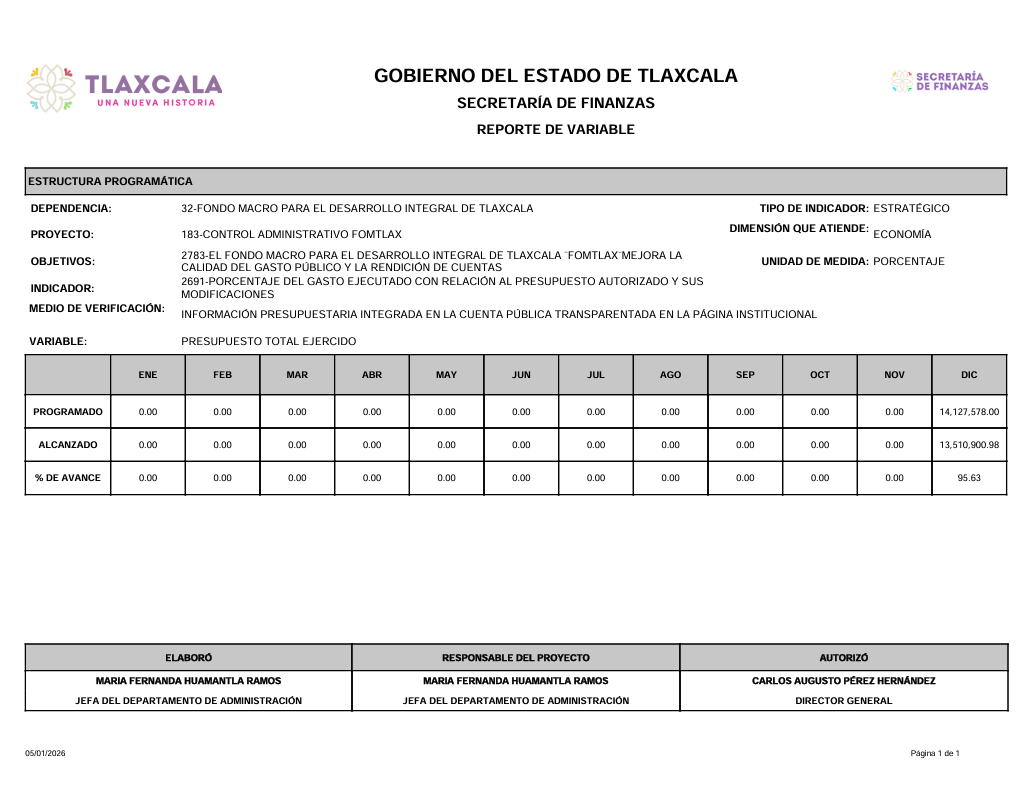 TLAXCALA
UNA NUEVA HISTORIA
GOBIERNO DEL ESTADO DE TLAXCALA
SECRETARÍA DE FINANZAS
REPORTE DE VARIABLE
SECRETARÍA
DE FINANZAS
ESTRUCTURA PROGRAMÁTICA
DEPENDENCIA: 32-FONDO MACRO PARA EL DESARROLLO INTEGRAL DE TLAXCALA TIPO DE INDICADOR: ESTRATÉGICO
PROYECTO: 183-CONTROL ADMINISTRATIVO FOMTLAX DIMENSIÓN QUE ATIENDE: ECONOMÍA
OBJETIVOS: 2783-EL FONDO MACRO PARA EL DESARROLLO INTEGRAL DE TLAXCALA ¨FOMTLAX¨MEJORA LA
CALIDAD DEL GASTO PÚBLICO Y LA RENDICIÓN DE CUENTAS UNIDAD DE MEDIDA: PORCENTAJE
INDICADOR: 2691-PORCENTAJE DEL GASTO EJECUTADO CON RELACIÓN AL PRESUPUESTO AUTORIZADO Y SUS
MODIFICACIONES
MEDIO DE VERIFICACIÓN: INFORMACIÓN PRESUPUESTARIA INTEGRADA EN LA CUENTA PÚBLICA TRANSPARENTADA EN LA PÁGINA INSTITUCIONAL
VARIABLE: PRESUPUESTO TOTAL EJERCIDO
ENE FEB MAR ABR MAY JUN JUL AGO SEP OCT NOV DIC
PROGRAMADO 0.00 0.00 0.00 0.00 0.00 0.00 0.00 0.00 0.00 0.00 0.00 14,127,578.00
ALCANZADO 0.00 0.00 0.00 0.00 0.00 0.00 0.00 0.00 0.00 0.00 0.00 13,510,900.98
% DE AVANCE 0.00 0.00 0.00 0.00 0.00 0.00 0.00 0.00 0.00 0.00 0.00 95.63
ELABORÓ RESPONSABLE DEL PROYECTO AUTORIZÓ
MARIA FERNANDA HUAMANTLA RAMOS MARIA FERNANDA HUAMANTLA RAMOS CARLOS AUGUSTO PÉREZ HERNÁNDEZ
JEFA DEL DEPARTAMENTO DE ADMINISTRACIÓN JEFA DEL DEPARTAMENTO DE ADMINISTRACIÓN DIRECTOR GENERAL
05/01/2026 Página 1 de 1